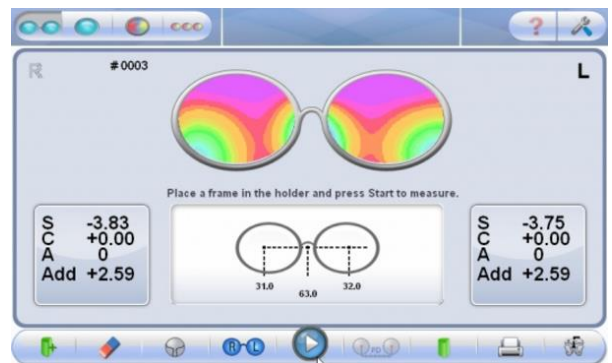 ?
R
# 0003
L
Place a frame in the holder and press Start to measure.
S -3.83
C +0.00
A 0
Add +2.59
31.0
63.0
32.0
S -3.75
C +0.00
A 0
Add +2.59
R L
PD